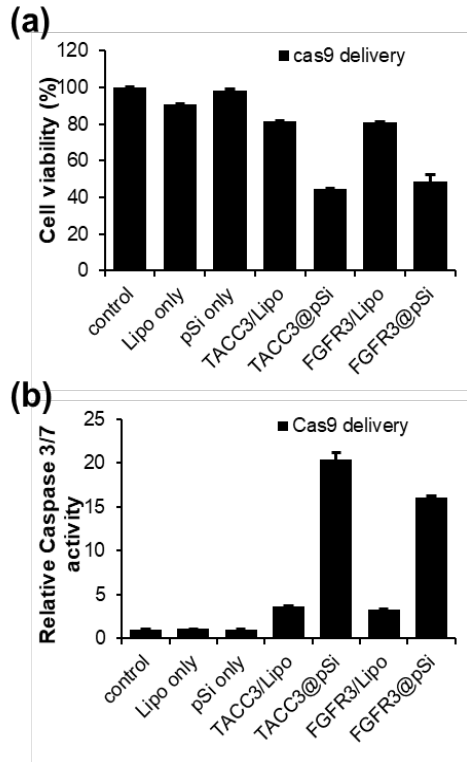 (a)
cas9 delivery
Cell viability (%)
120
100
80
60
40
20
0
control
Lipo only
pSi only
TACC3/Lipo
TACC3@pSi
FGFR3/Lipo
FGFR3@pSi
(b)
Cas9 delivery
Relative Caspase 3/7
activity
25
20
15
10
5
0
control
Lipo only
pSi only
TACC3/Lipo
TACC3@pSi
FGFR3/Lipo
FGFR3@pSi